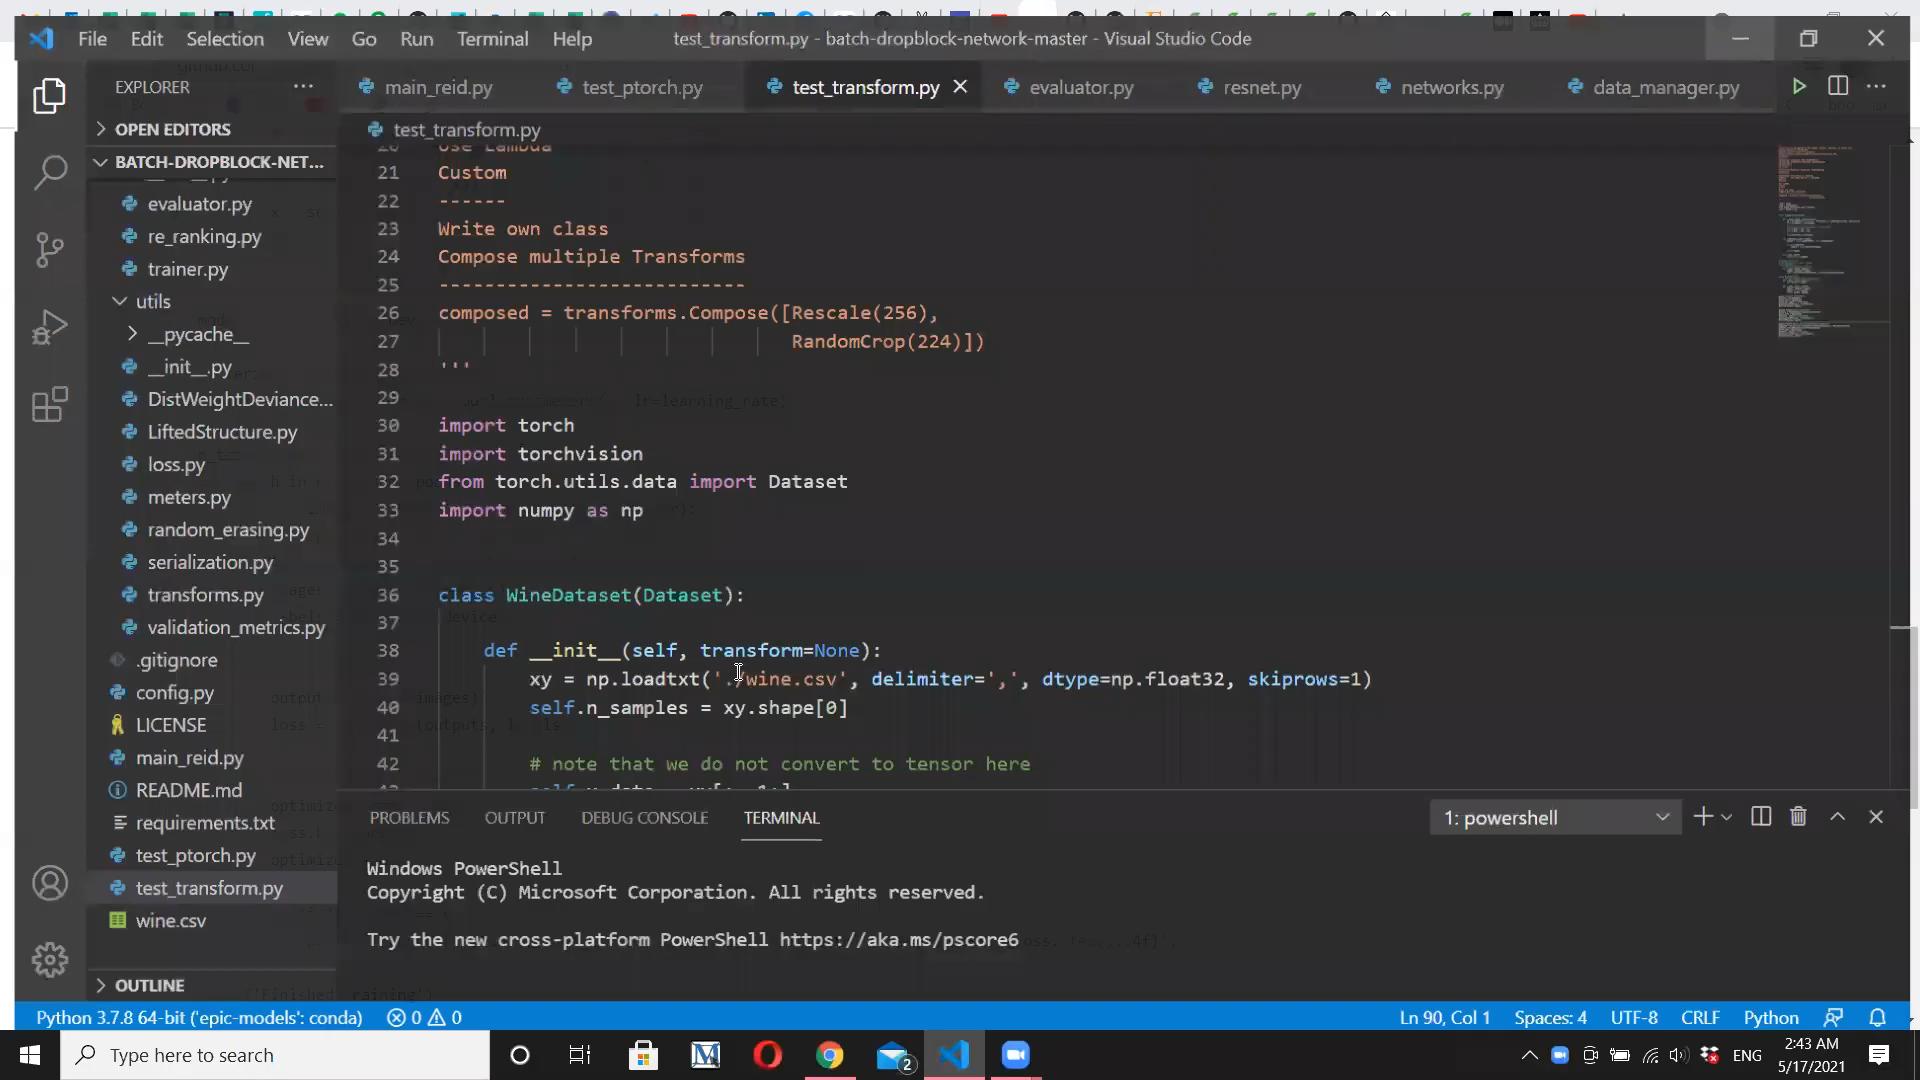 File Edit Selection View Go Run Terminal Help
test_transform.py - batch-dropblock-network-master - Visual Studio Code
EXPLORER
main_reid.py
test_ptorch.py
test_transform.py
evaluator.py
resnet.py
networks.py
data_manager.py
OPEN EDITORS
BATCH-DROPBLOCK-NET...
evaluator.py
re_ranking.py
trainer.py
utils
__pycache__
__init__.py
DistWeightDeviance...
LiftedStructure.py
loss.py
meters.py
random_erasing.py
serialization.py
transforms.py
validation_metrics.py
.gitignore
config.py
LICENSE
main_reid.py
README.md
requirements.txt
test_ptorch.py
test_transform.py
wine.csv
OUTLINE
test_transform.py
20 Use Lambda
21 Custom
22 ------
23 Write own class
24 Compose multiple Transforms
25 ---------------------------
26 composed = transforms.Compose([Rescale(256),
27 RandomCrop(224)])
28 '''
29
30 import torch
31 import torchvision
32 from torch.utils.data import Dataset
33 import numpy as np
34
35
36 class WineDataset(Dataset):
37
38 def __init__(self, transform=None):
39 xy = np.loadtxt('./wine.csv', delimiter=',', dtype=np.float32, skiprows=1)
40 self.n_samples = xy.shape[0]
41
42 # note that we do not convert to tensor here
PROBLEMS OUTPUT DEBUG CONSOLE TERMINAL
1: powershell
Windows PowerShell
Copyright (C) Microsoft Corporation. All rights reserved.
Try the new cross-platform PowerShell https://aka.ms/pscore6
Python 3.7.8 64-bit ('epic-models': conda) 0 0
Ln 90, Col 1 Spaces: 4 UTF-8 CRLF Python
Type here to search
2
ENG
2:43 AM
5/17/2021